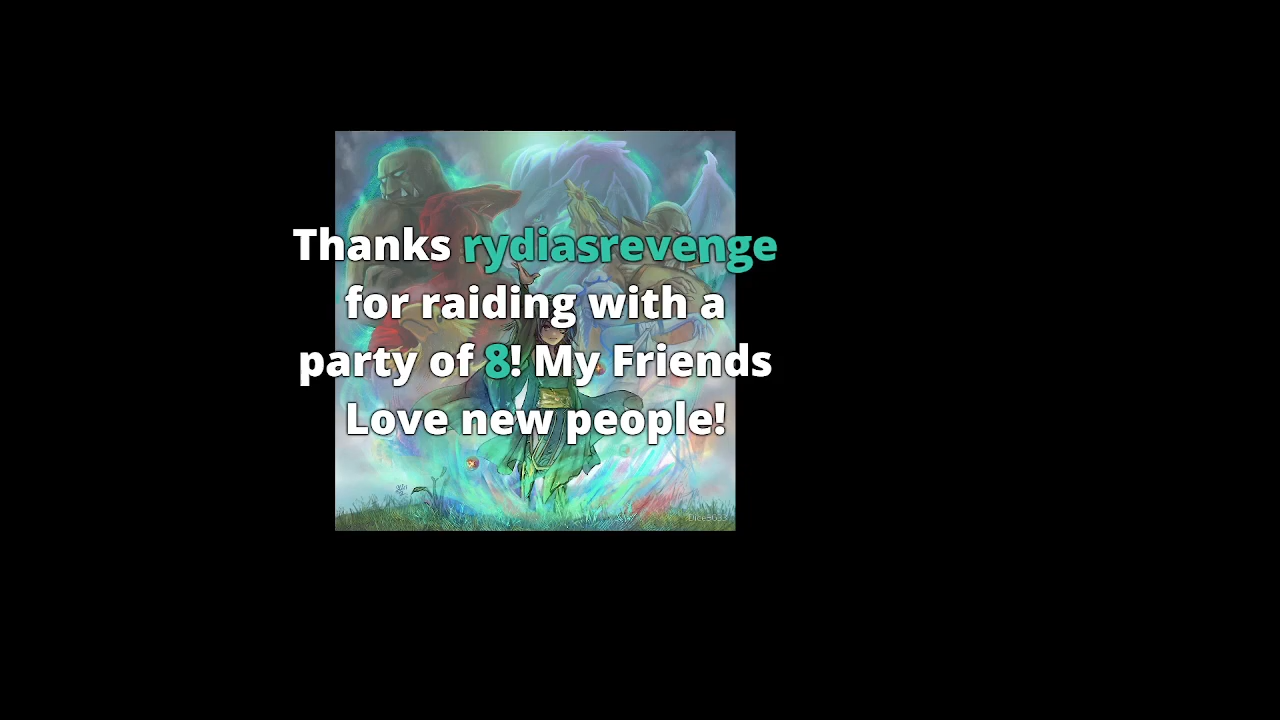 Thanks rydiasrevenge
for raiding with a
party of 8! My Friends
Love new people!